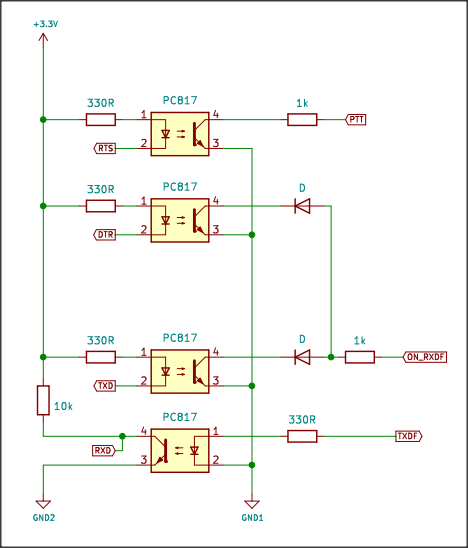 +3.3V
330R PC817 1k
1 4 PTT
RTS 2 3
330R PC817 D
1 4
DTR 2 3
330R PC817 D 1k
1 4 ON_RXDF
TXD 2 3
10k PC817 330R
4 1 TXDF
RXD 3 2
GND2 GND1